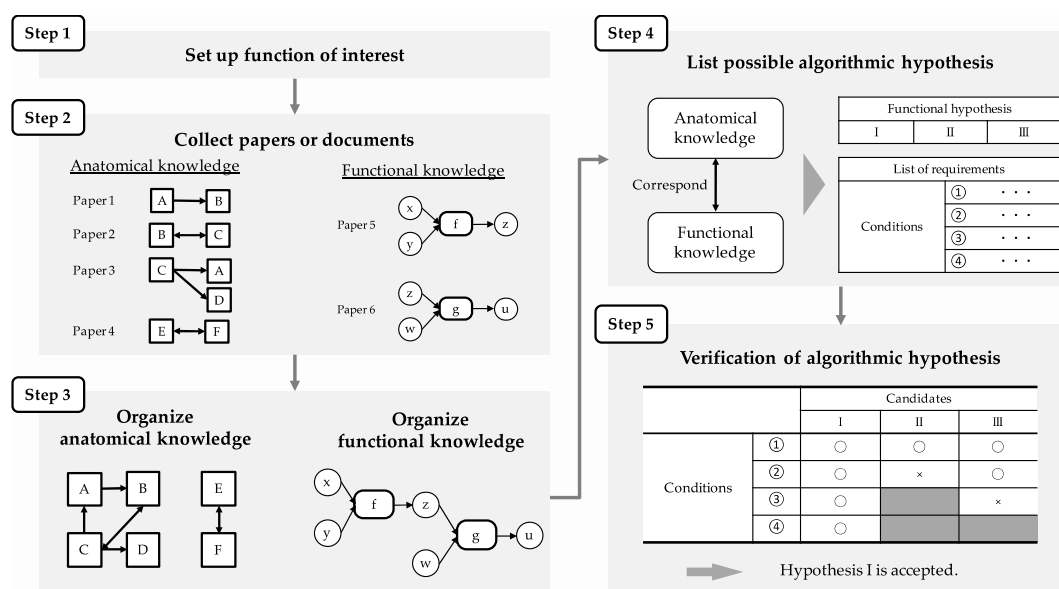 Step 1
Set up function of interest
Step 2
Collect papers or documents
Anatomical knowledge
Paper 1
A
B
Paper 2
B
C
Paper 3
C
A
D
Paper 4
E
F
Functional knowledge
Paper 5
x
y
f
z
Paper 6
z
w
g
u
Step 3
Organize
anatomical knowledge
A
B
E
C
D
F
Organize
functional knowledge
x
y
f
z
w
g
u
Step 4
List possible algorithmic hypothesis
Anatomical
knowledge
Correspond
Functional
knowledge
Functional hypothesis
I II III
List of requirements
Conditions
① ・・・
② ・・・
③ ・・・
④ ・・・
Step 5
Verification of algorithmic hypothesis
Candidates
I II III
Conditions
① ○ ○ ○
② ○ × ○
③ ○ ×
④ ○
Hypothesis I is accepted.